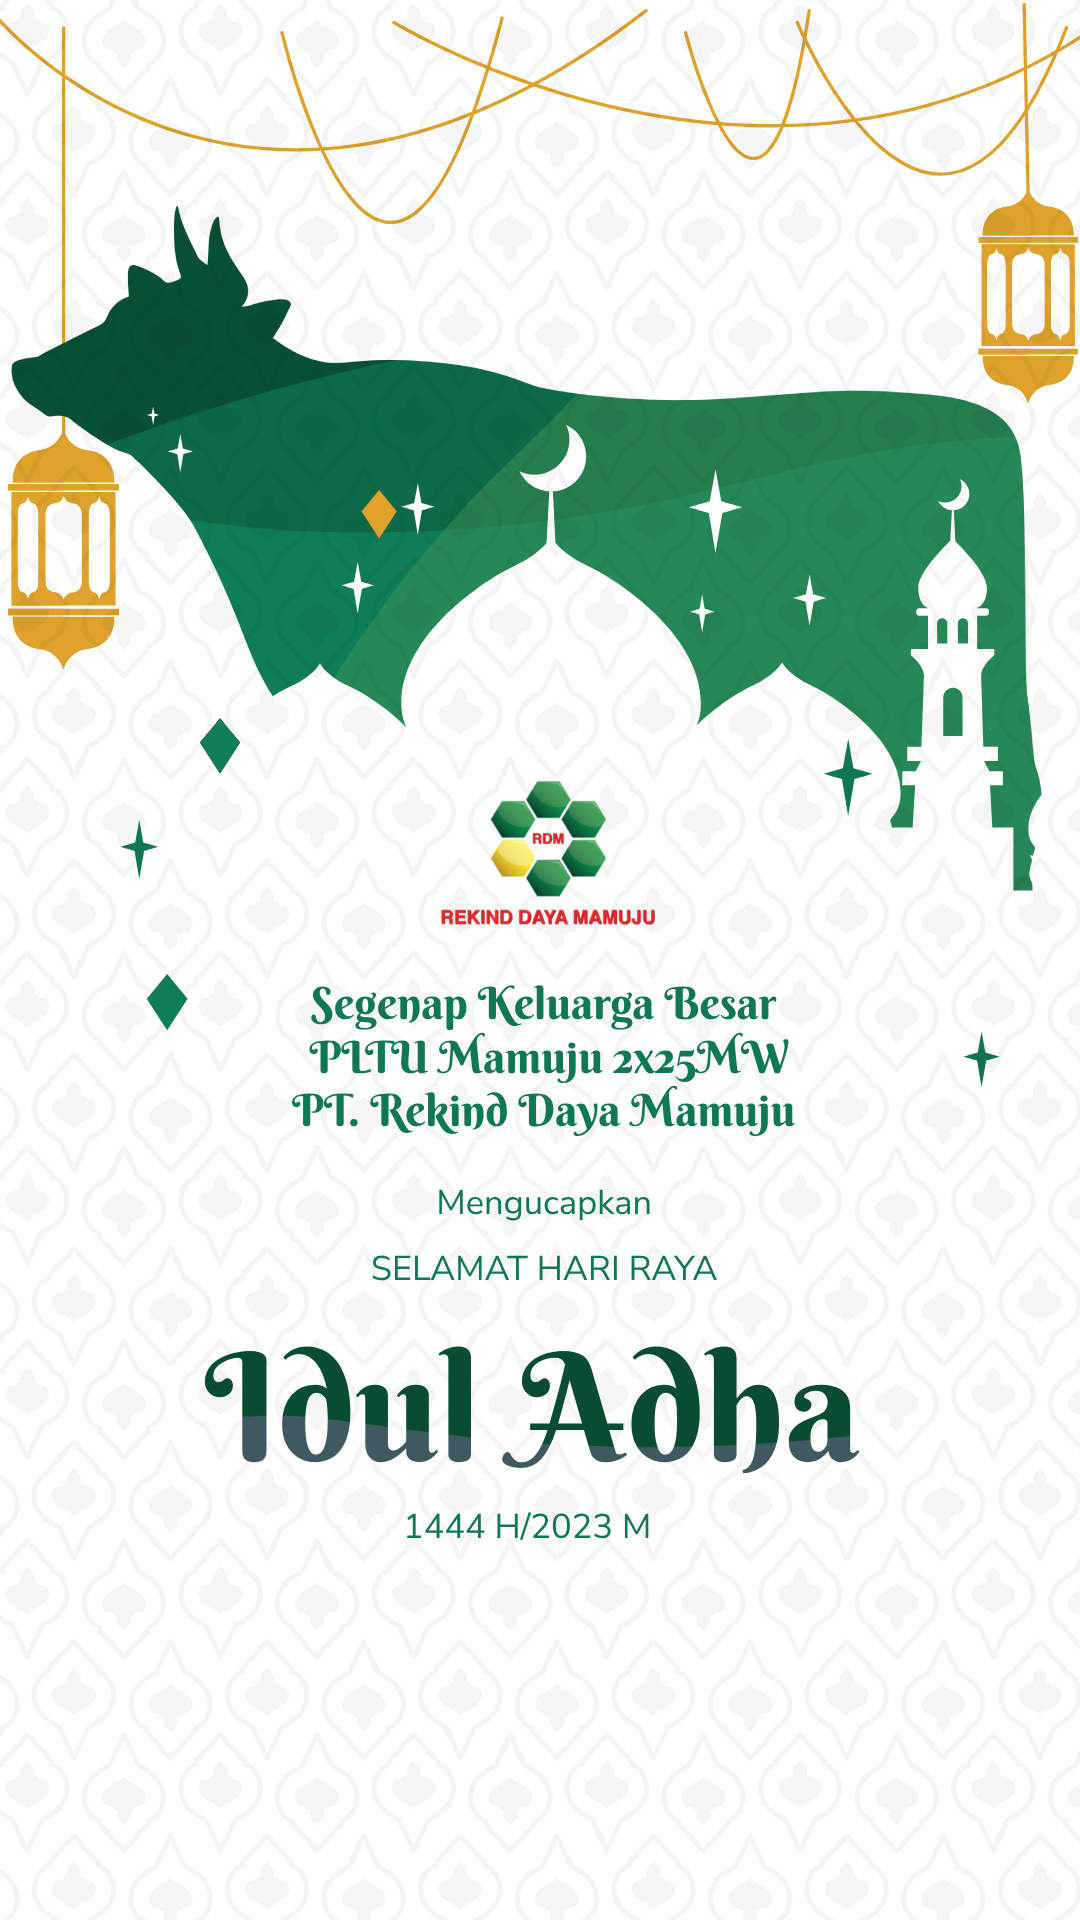 RDM
REKIND DAYA MAMUJU
Segenap Keluarga Besar
PLTU Mamuju 2x25MW
PT. Rekind Daya Mamuju
Mengucapkan
SELAMAT HARI RAYA
Idul Adha
1444 H/2023 M